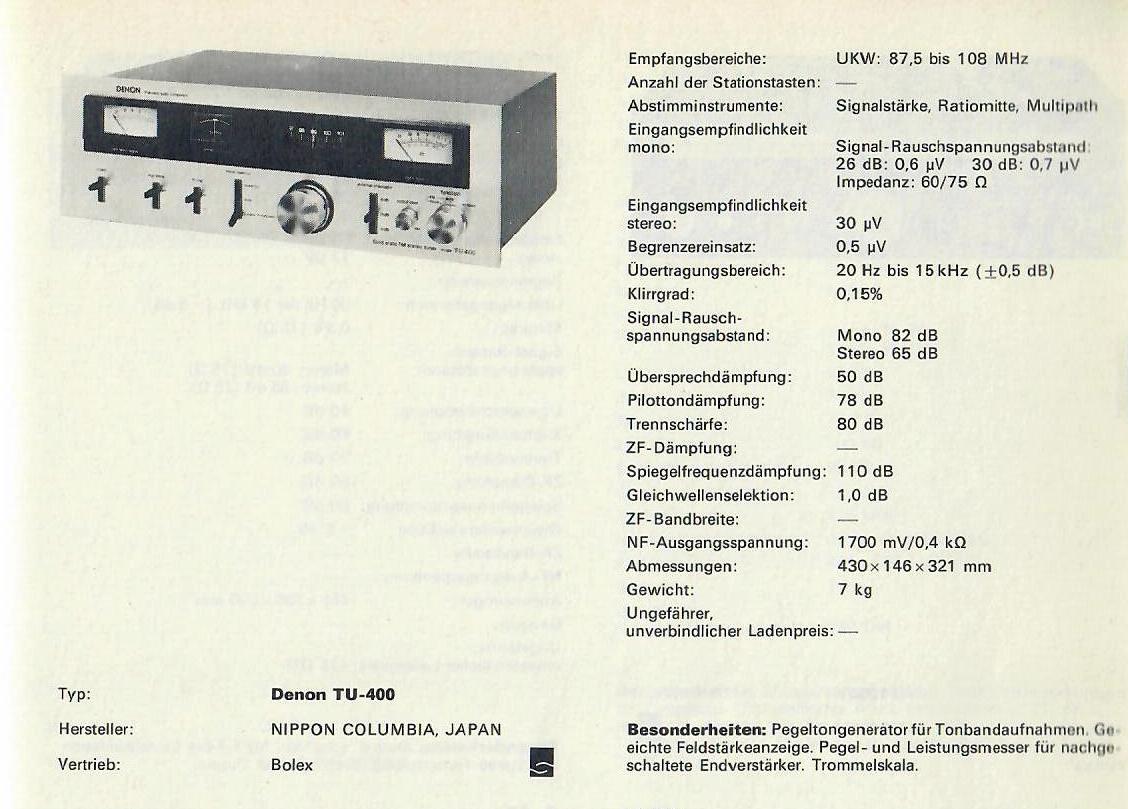 DENON
TU-400
Typ: Denon TU-400
Hersteller: NIPPON COLUMBIA, JAPAN
Vertrieb: Bolex
Empfangsbereiche: UKW: 87,5 bis 108 MHz
Anzahl der Stationstasten: —
Abstimminstrumente: Signalstärke, Ratiomitte, Multipath
Eingangsempfindlichkeit
mono: Signal-Rauschspannungsabstand:
26 dB: 0,6 µV 30 dB: 0,7 µV
Impedanz: 60/75 Ω
Eingangsempfindlichkeit
stereo: 30 µV
Begrenzereinsatz: 0,5 µV
Übertragungsbereich: 20 Hz bis 15 kHz (±0,5 dB)
Klirrgrad: 0,15%
Signal-Rausch-
spannungsabstand: Mono 82 dB
Stereo 65 dB
Übersprechdämpfung: 50 dB
Pilottondämpfung: 78 dB
Trennschärfe: 80 dB
ZF-Dämpfung: —
Spiegelfrequenzdämpfung: 110 dB
Gleichwellenselektion: 1,0 dB
ZF-Bandbreite: —
NF-Ausgangsspannung: 1700 mV/0,4 kΩ
Abmessungen: 430 × 146 × 321 mm
Gewicht: 7 kg
Ungefährer,
unverbindlicher Ladenpreis: —
Besonderheiten: Pegeltongenerator für Tonbandaufnahmen. Ge-
eichte Feldstärkeanzeige. Pegel- und Leistungsmesser für nachge-
schaltete Endverstärker. Trommelskala.